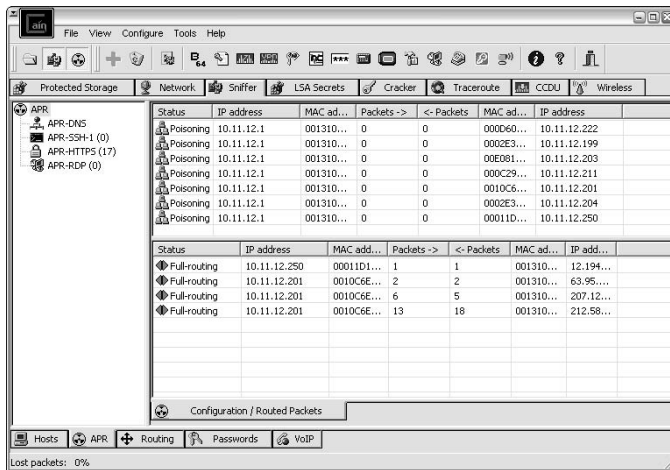 ain
File View Configure Tools Help
B64
Protected Storage Network Sniffer LSA Secrets Cracker Traceroute CCDU Wireless
APR
APR-DNS
APR-SSH-1 (0)
APR-HTTPS (17)
APR-RDP (0)
Status IP address MAC ad... Packets -> <- Packets MAC ad... IP address
Poisoning 10.11.12.1 001310... 0 0 000D60... 10.11.12.222
Poisoning 10.11.12.1 001310... 0 0 0002E3... 10.11.12.199
Poisoning 10.11.12.1 001310... 0 0 00E081... 10.11.12.203
Poisoning 10.11.12.1 001310... 0 0 000C29... 10.11.12.211
Poisoning 10.11.12.1 001310... 0 0 0010C6... 10.11.12.201
Poisoning 10.11.12.1 001310... 0 0 0002E3... 10.11.12.204
Poisoning 10.11.12.1 001310... 0 0 00011D... 10.11.12.250
Status IP address MAC add... Packets -> <- Packets MAC ad... IP add...
Full-routing 10.11.12.250 00011D1... 1 1 001310... 12.194...
Full-routing 10.11.12.201 0010C6E... 2 2 001310... 63.95....
Full-routing 10.11.12.201 0010C6E... 6 5 001310... 207.12...
Full-routing 10.11.12.201 0010C6E... 13 18 001310... 212.58...
Configuration / Routed Packets
Hosts APR Routing Passwords VoIP
Lost packets: 0%